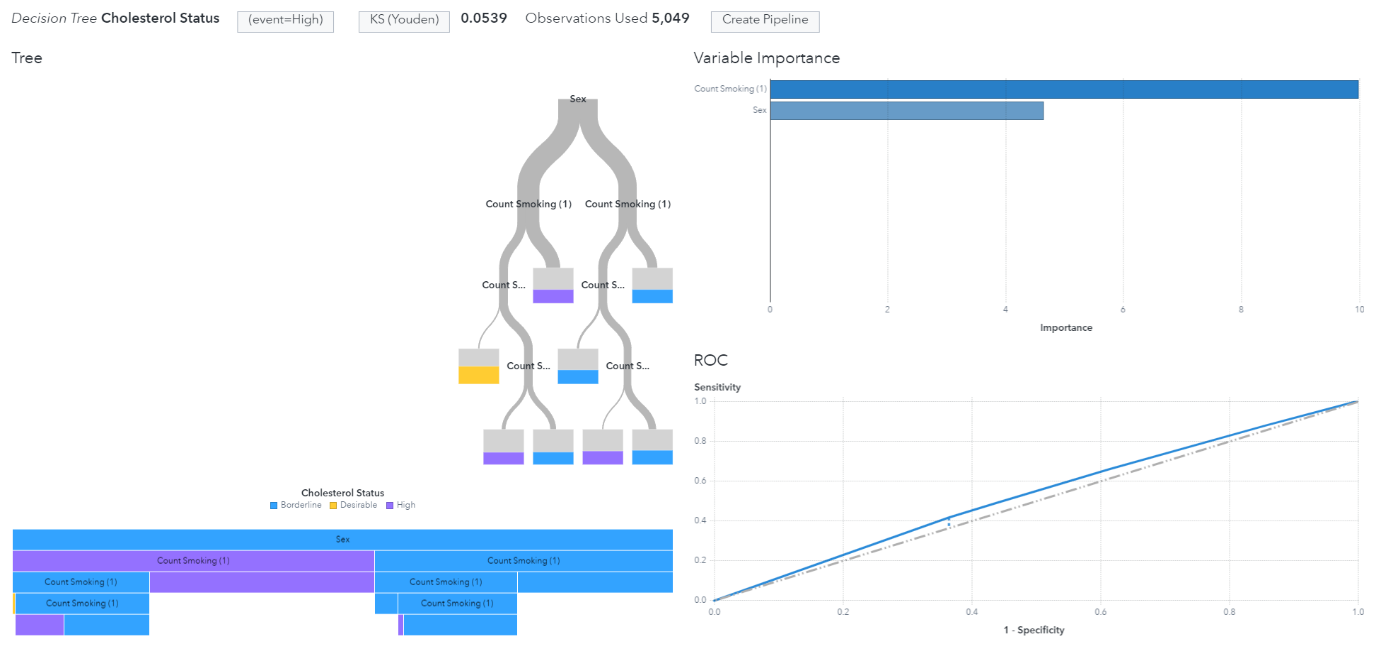 Decision Tree Cholesterol Status (event=High) KS (Youden) 0.0539 Observations Used 5,049 Create Pipeline
Tree
Sex
Count Smoking (1) Count Smoking (1)
Count S... Count S...
Count S... Count S...
Cholesterol Status
Borderline Desirable High
Sex
Count Smoking (1) Count Smoking (1)
Count Smoking (1) Count Smoking (1)
Count Smoking (1) Count Smoking (1)
Variable Importance
Count Smoking (1)
Sex
0 2 4 6 8 10
Importance
ROC
Sensitivity
1.0
0.8
0.6
0.4
0.2
0.0
0.0 0.2 0.4 0.6 0.8 1.0
1 - Specificity